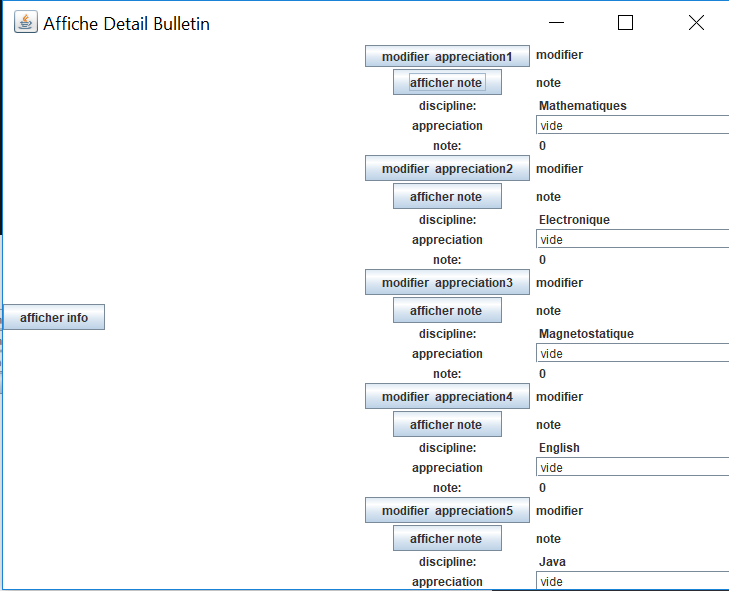 Affiche Detail Bulletin
modifier appreciation1 modifier
afficher note note
discipline: Mathematiques
appreciation vide
note: 0
modifier appreciation2 modifier
afficher note note
discipline: Electronique
appreciation vide
note: 0
modifier appreciation3 modifier
afficher info
afficher note note
discipline: Magnetostatique
appreciation vide
note: 0
modifier appreciation4 modifier
afficher note note
discipline: English
appreciation vide
note: 0
modifier appreciation5 modifier
afficher note note
discipline: Java
appreciation vide